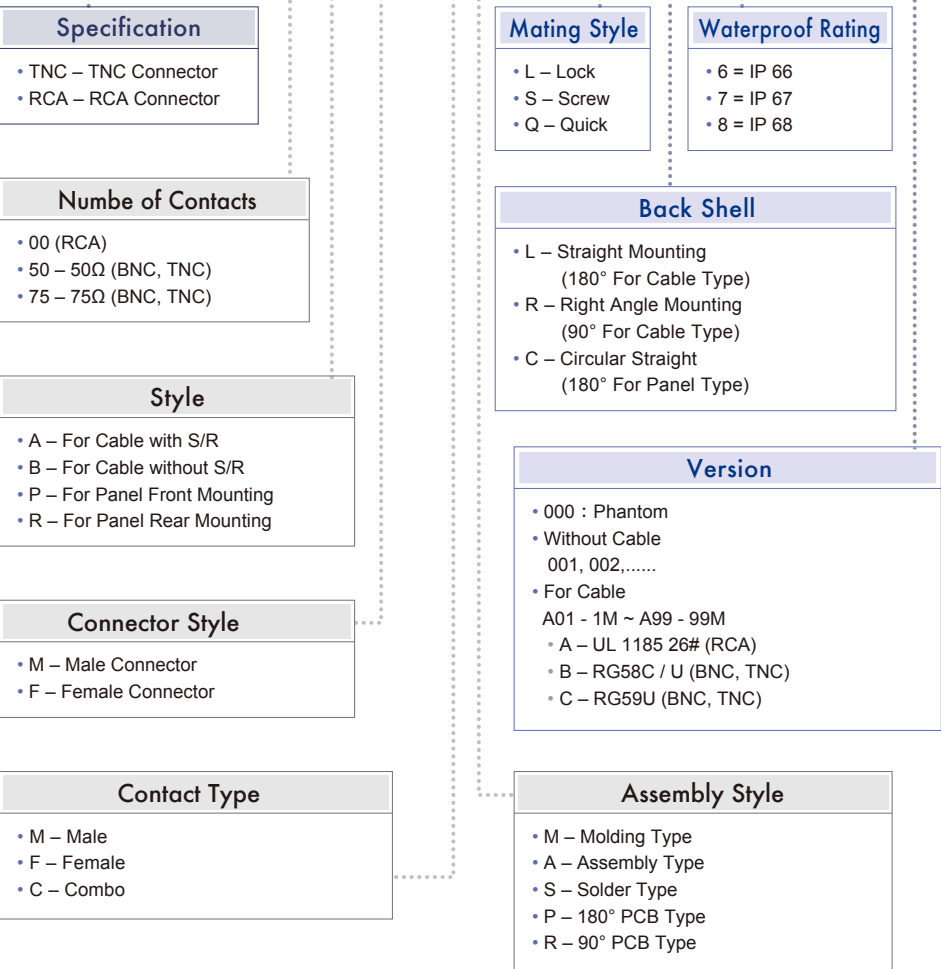 Specification
• TNC – TNC Connector
• RCA – RCA Connector
Numbe of Contacts
• 00 (RCA)
• 50 – 50Ω (BNC, TNC)
• 75 – 75Ω (BNC, TNC)
Style
• A – For Cable with S/R
• B – For Cable without S/R
• P – For Panel Front Mounting
• R – For Panel Rear Mounting
Connector Style
• M – Male Connector
• F – Female Connector
Contact Type
• M – Male
• F – Female
• C – Combo
Mating Style
• L – Lock
• S – Screw
• Q – Quick
Waterproof Rating
• 6 = IP 66
• 7 = IP 67
• 8 = IP 68
Back Shell
• L – Straight Mounting
(180° For Cable Type)
• R – Right Angle Mounting
(90° For Cable Type)
• C – Circular Straight
(180° For Panel Type)
Version
• 000：Phantom
• Without Cable
001, 002,......
• For Cable
A01 - 1M ~ A99 - 99M
• A – UL 1185 26# (RCA)
• B – RG58C / U (BNC, TNC)
• C – RG59U (BNC, TNC)
Assembly Style
• M – Molding Type
• A – Assembly Type
• S – Solder Type
• P – 180° PCB Type
• R – 90° PCB Type